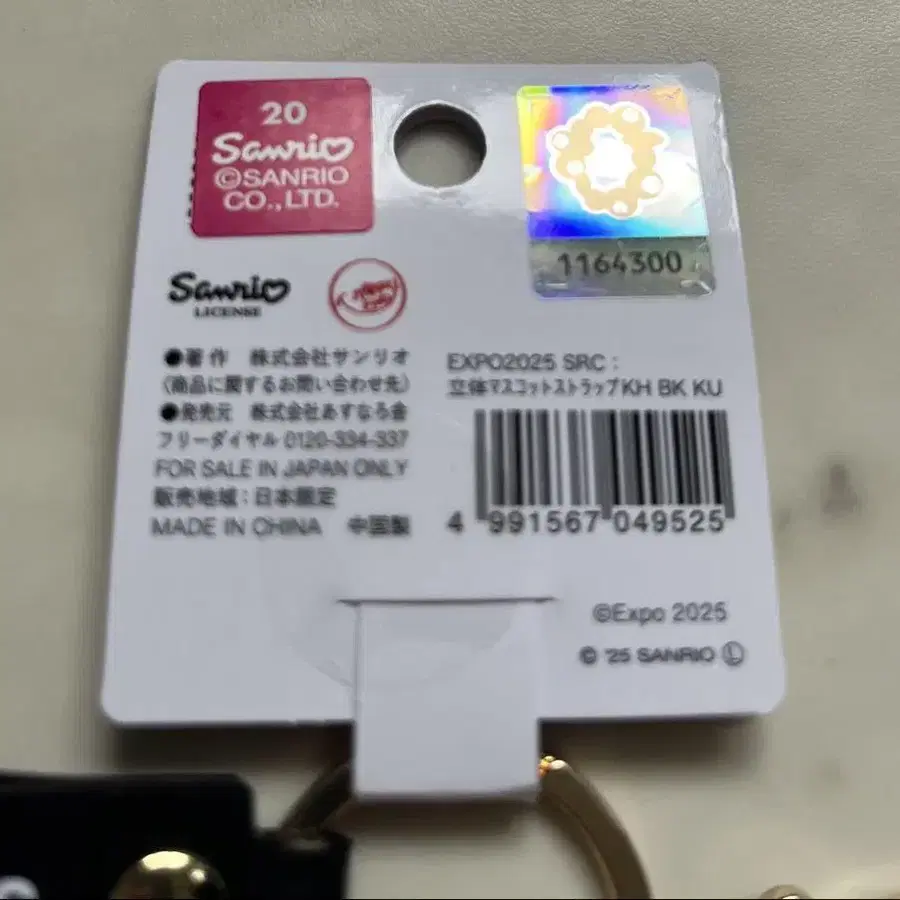 20
Sanrio
©SANRIO
CO.,LTD.
1164300
Sanrio
LICENSE
●著作 株式会社サンリオ
(商品に関するお問い合わせ先)
●発売元 株式会社あすなろ舎
フリーダイヤル 0120-334-337
FOR SALE IN JAPAN ONLY
販売地域:日本限定
MADE IN CHINA 中国製
EXPO2025 SRC:
立体マスコットストラップKH BK KU
4 991567 049525
©Expo 2025
© '25 SANRIO Ⓛ